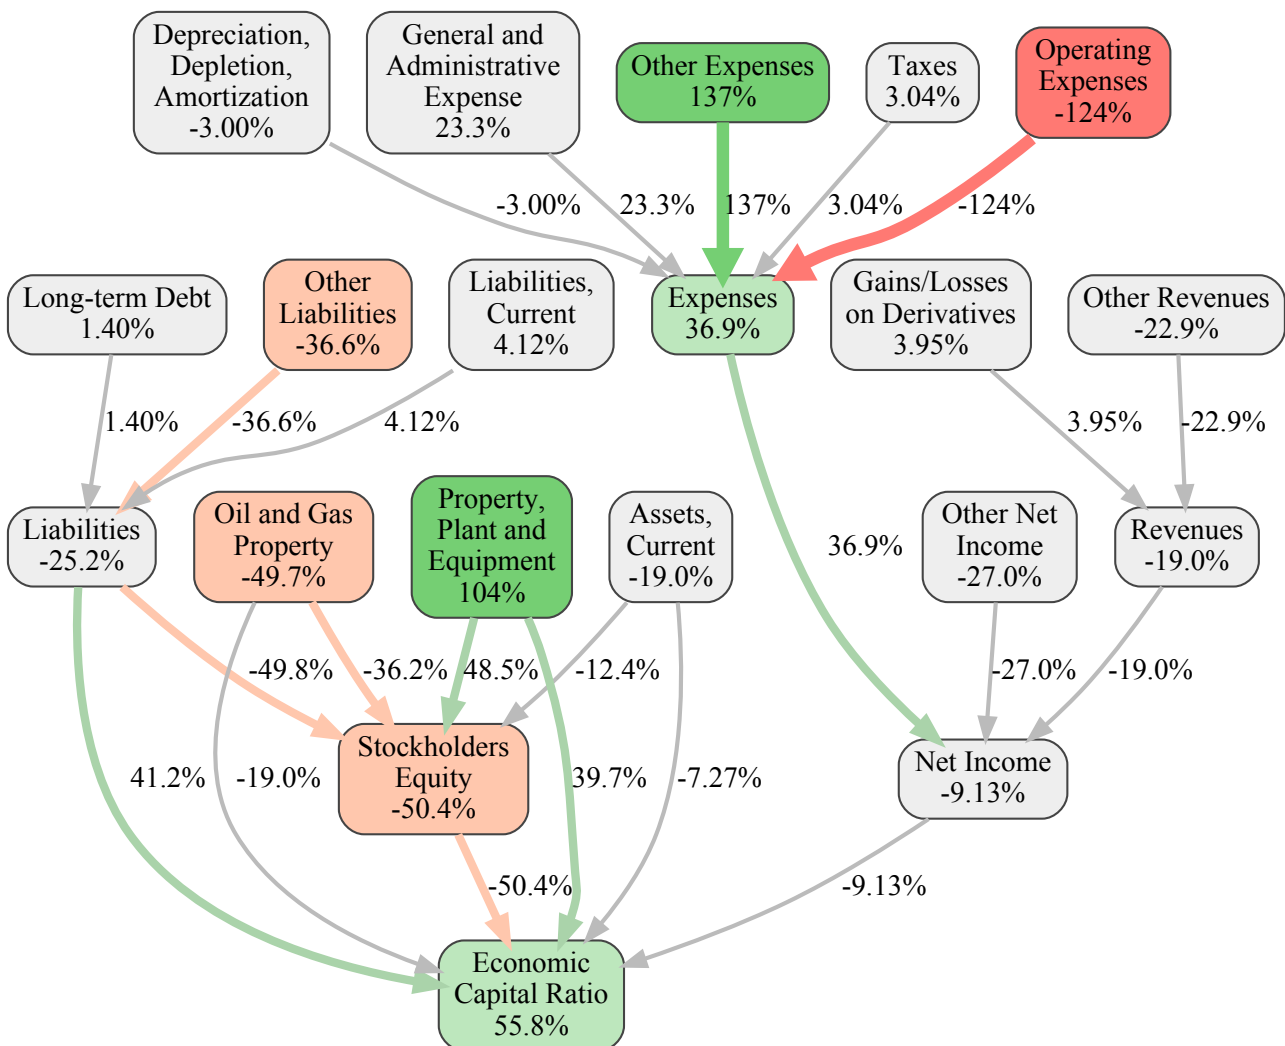 Depreciation,
Depletion,
Amortization
-3.00%
General and
Administrative
Expense
23.3%
Other Expenses
137%
Taxes
3.04%
Operating
Expenses
-124%
-3.00%
23.3%
137%
3.04%
-124%
Long-term Debt
1.40%
Other
Liabilities
-36.6%
Liabilities,
Current
4.12%
Expenses
36.9%
Gains/Losses
on Derivatives
3.95%
Other Revenues
-22.9%
1.40%
-36.6%
4.12%
3.95%
-22.9%
Liabilities
-25.2%
Oil and Gas
Property
-49.7%
Property,
Plant and
Equipment
104%
Assets,
Current
-19.0%
36.9%
Other Net
Income
-27.0%
Revenues
-19.0%
-49.8%
-36.2%
48.5%
-12.4%
-27.0%
-19.0%
41.2%
-19.0%
Stockholders
Equity
-50.4%
39.7%
-7.27%
Net Income
-9.13%
-50.4%
-9.13%
Economic
Capital Ratio
55.8%